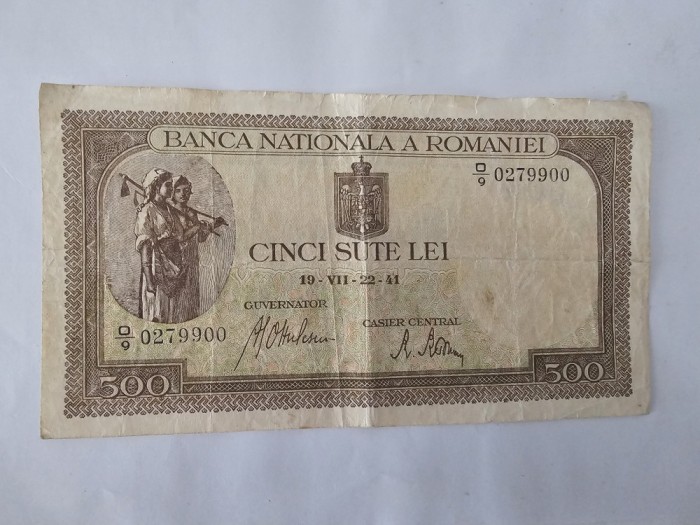 BANCA NATIONALA A ROMANIEI
D/9 0279900
CINCI SUTE LEI
19-VII-22-41
GUVERNATOR
CASIER CENTRAL
D/9 0279900
500
500